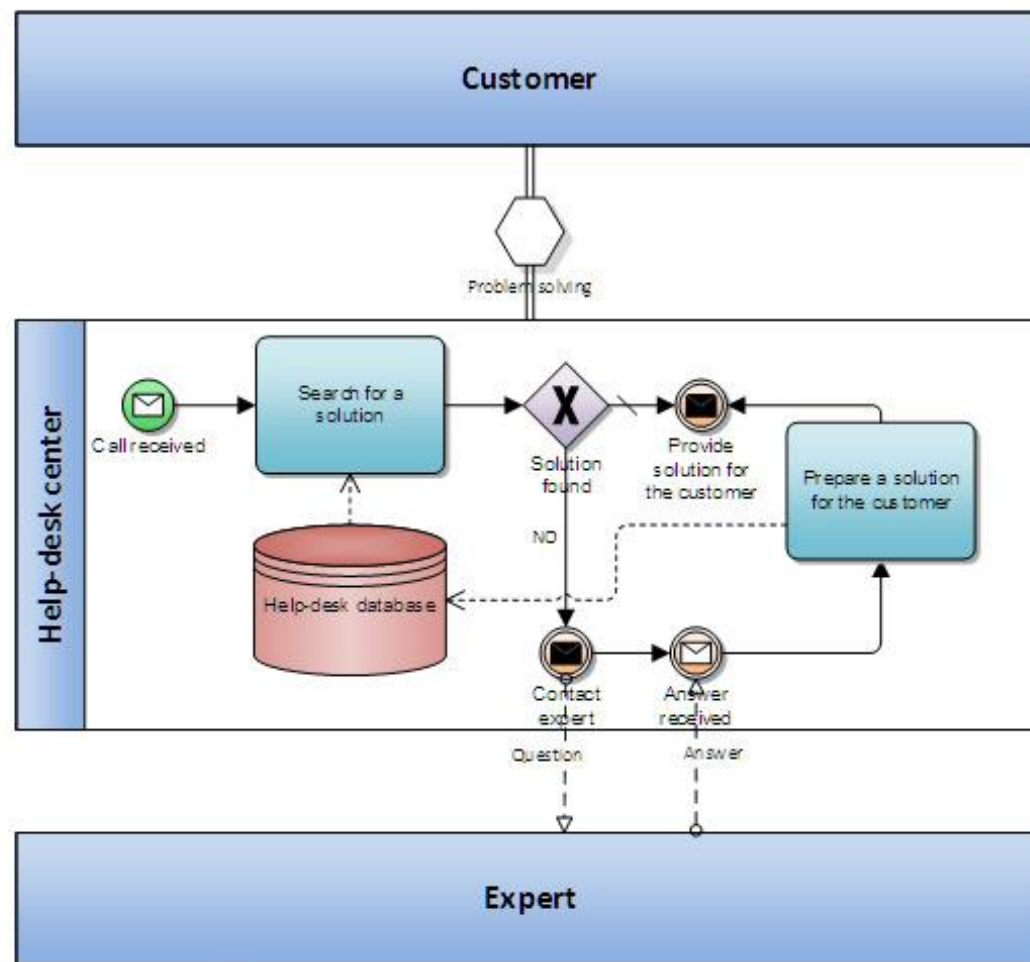 Customer
Problem solving
Help-desk center
Call received
Search for a
solution
X
Solution
found
Provide
solution for
the customer
Prepare a solution
for the customer
NO
Help-desk database
Contact
expert
Answer
received
Question
Answer
Expert